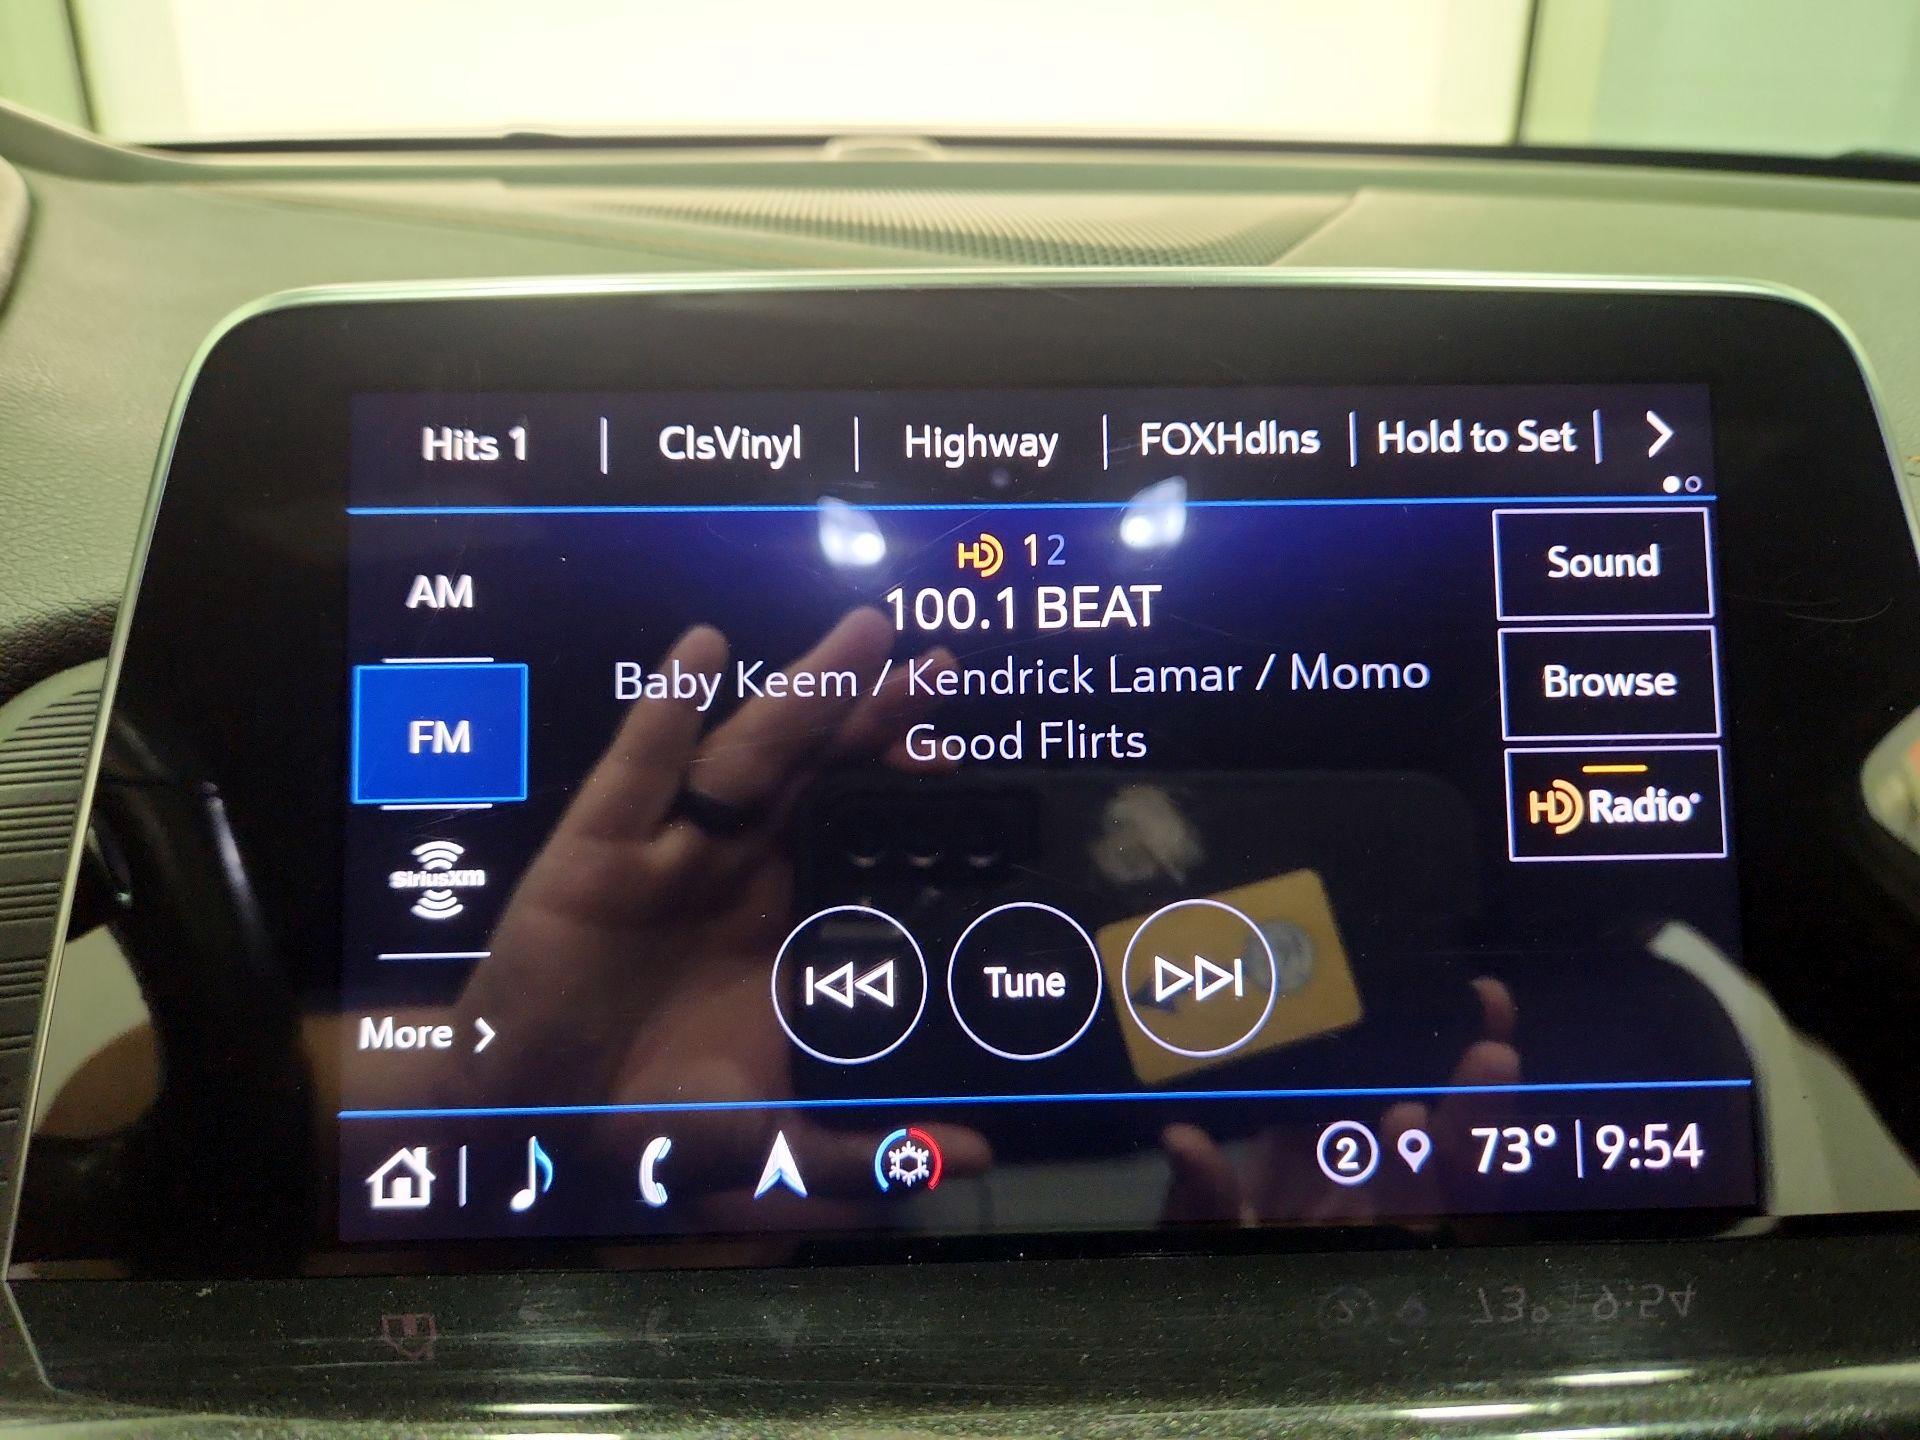 Hits 1 | ClsVinyl | Highway | FOXHdlns | Hold to Set |
HD 1 2
100.1 BEAT
Baby Keem / Kendrick Lamar / Momo
Good Flirts
AM
FM
SiriusXm
More
Sound
Browse
HD Radio
Tune
2 73° | 9:54